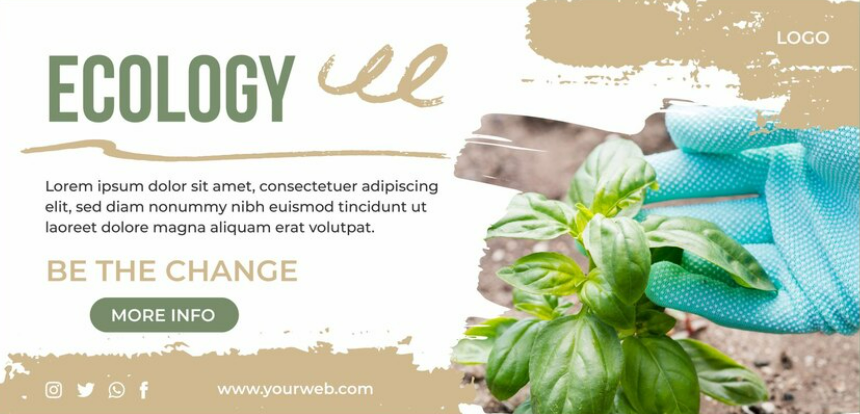 LOGO
ECOLOGY
Lorem ipsum dolor sit amet, consectetuer adipiscing
elit, sed diam nonummy nibh euismod tincidunt ut
laoreet dolore magna aliquam erat volutpat.
BE THE CHANGE
MORE INFO
www.yourweb.com